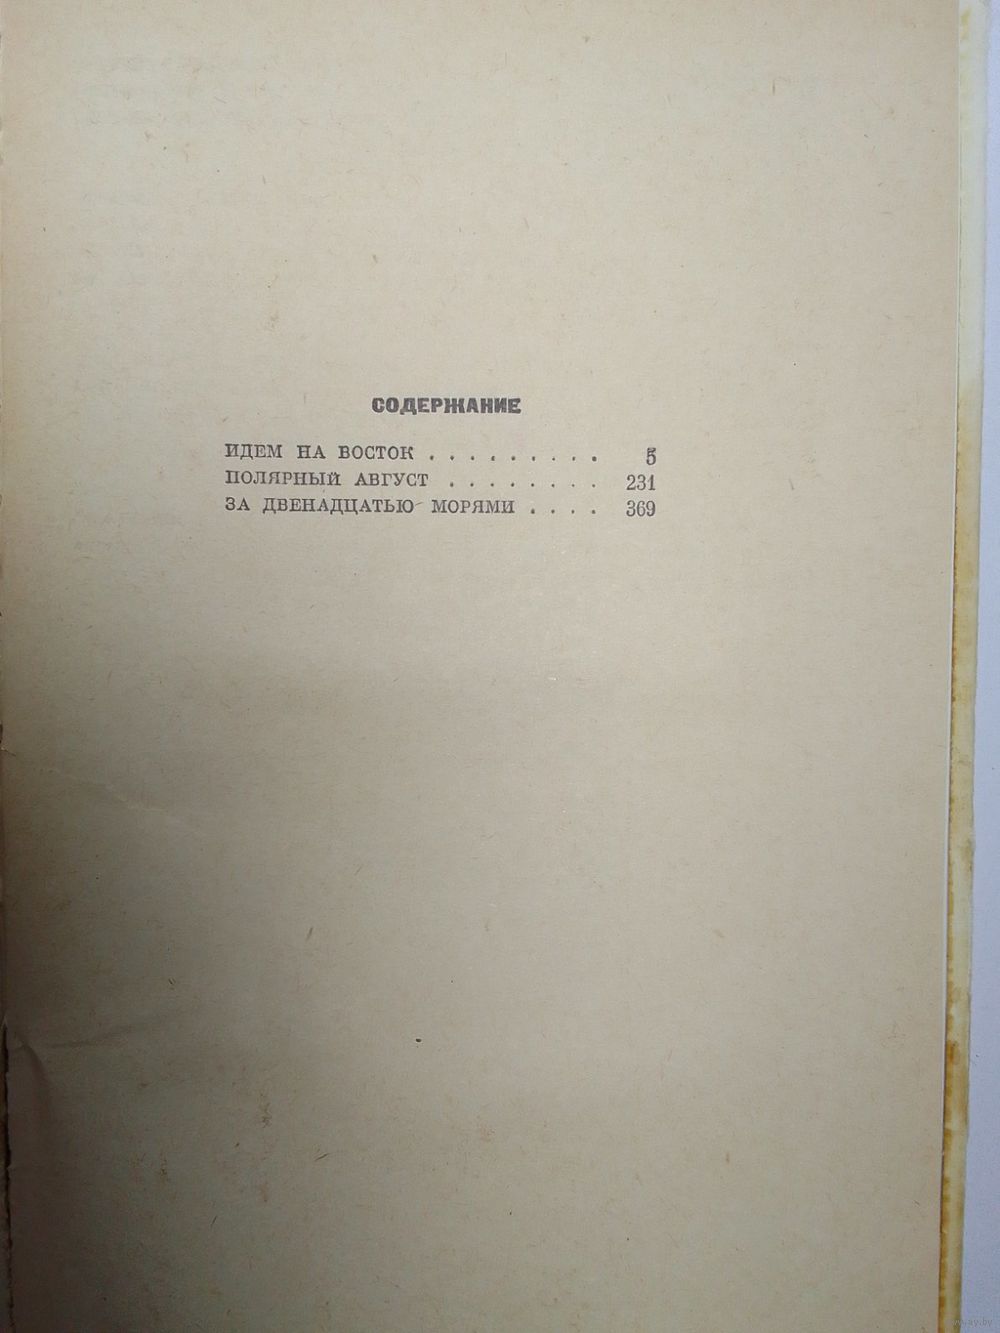 СОДЕРЖАНИЕ
ИДЕМ НА ВОСТОК . . . . . . . . . 5
ПОЛЯРНЫЙ АВГУСТ . . . . . . . . 231
ЗА ДВЕНАДЦАТЬЮ МОРЯМИ . . . . 369